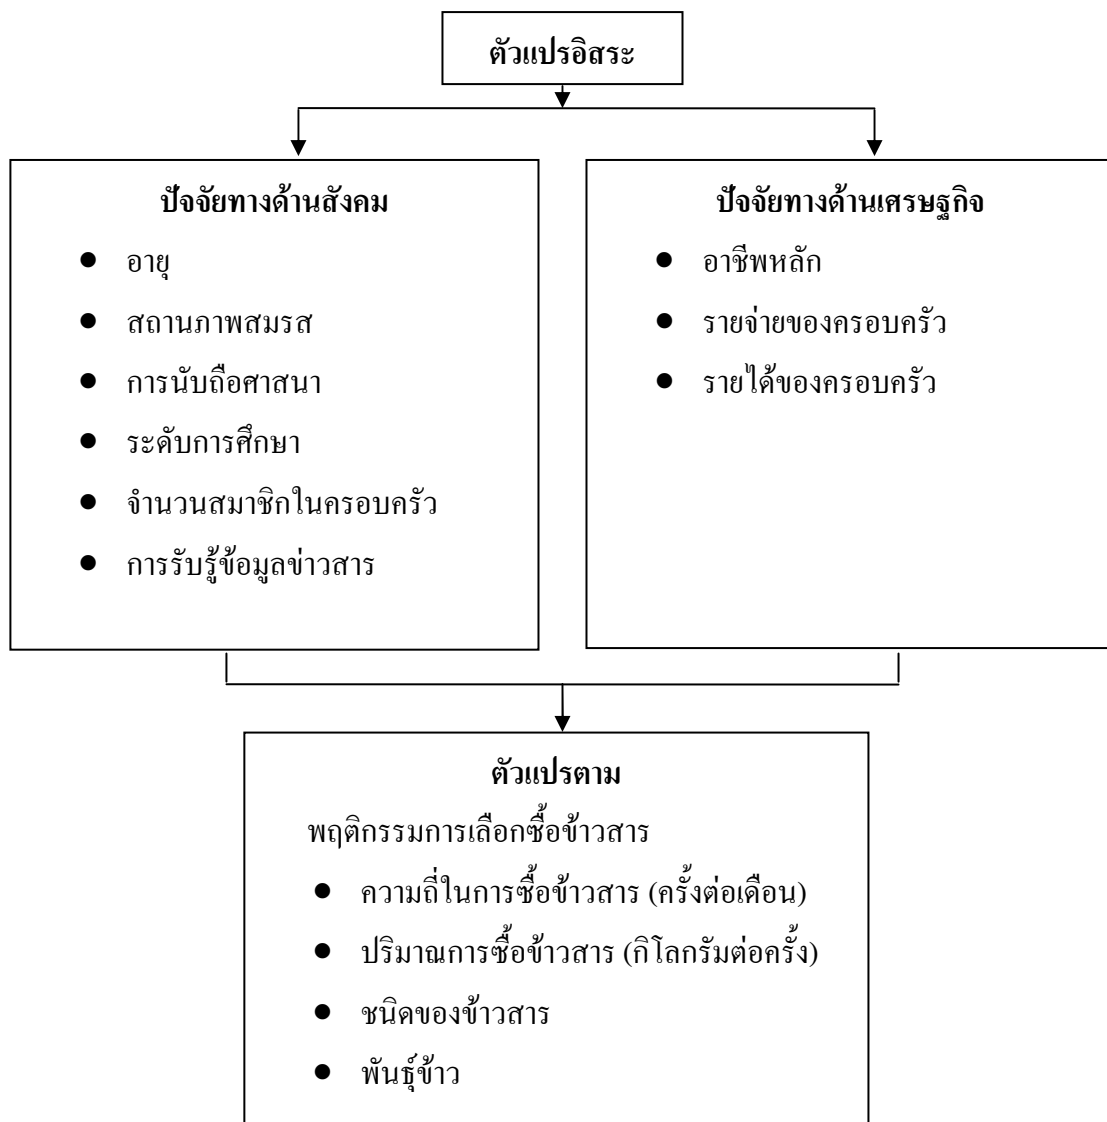 ตัวแปรอิสระ
ปัจจัยทางด้านสังคม
● อายุ
● สถานภาพสมรส
● การนับถือศาสนา
● ระดับการศึกษา
● จำนวนสมาชิกในครอบครัว
● การรับรู้ข้อมูลข่าวสาร
ปัจจัยทางด้านเศรษฐกิจ
● อาชีพหลัก
● รายจ่ายของครอบครัว
● รายได้ของครอบครัว
ตัวแปรตาม
พฤติกรรมการเลือกซื้อข้าวสาร
● ความถี่ในการซื้อข้าวสาร (ครั้งต่อเดือน)
● ปริมาณการซื้อข้าวสาร (กิโลกรัมต่อครั้ง)
● ชนิดของข้าวสาร
● พันธุ์ข้าว